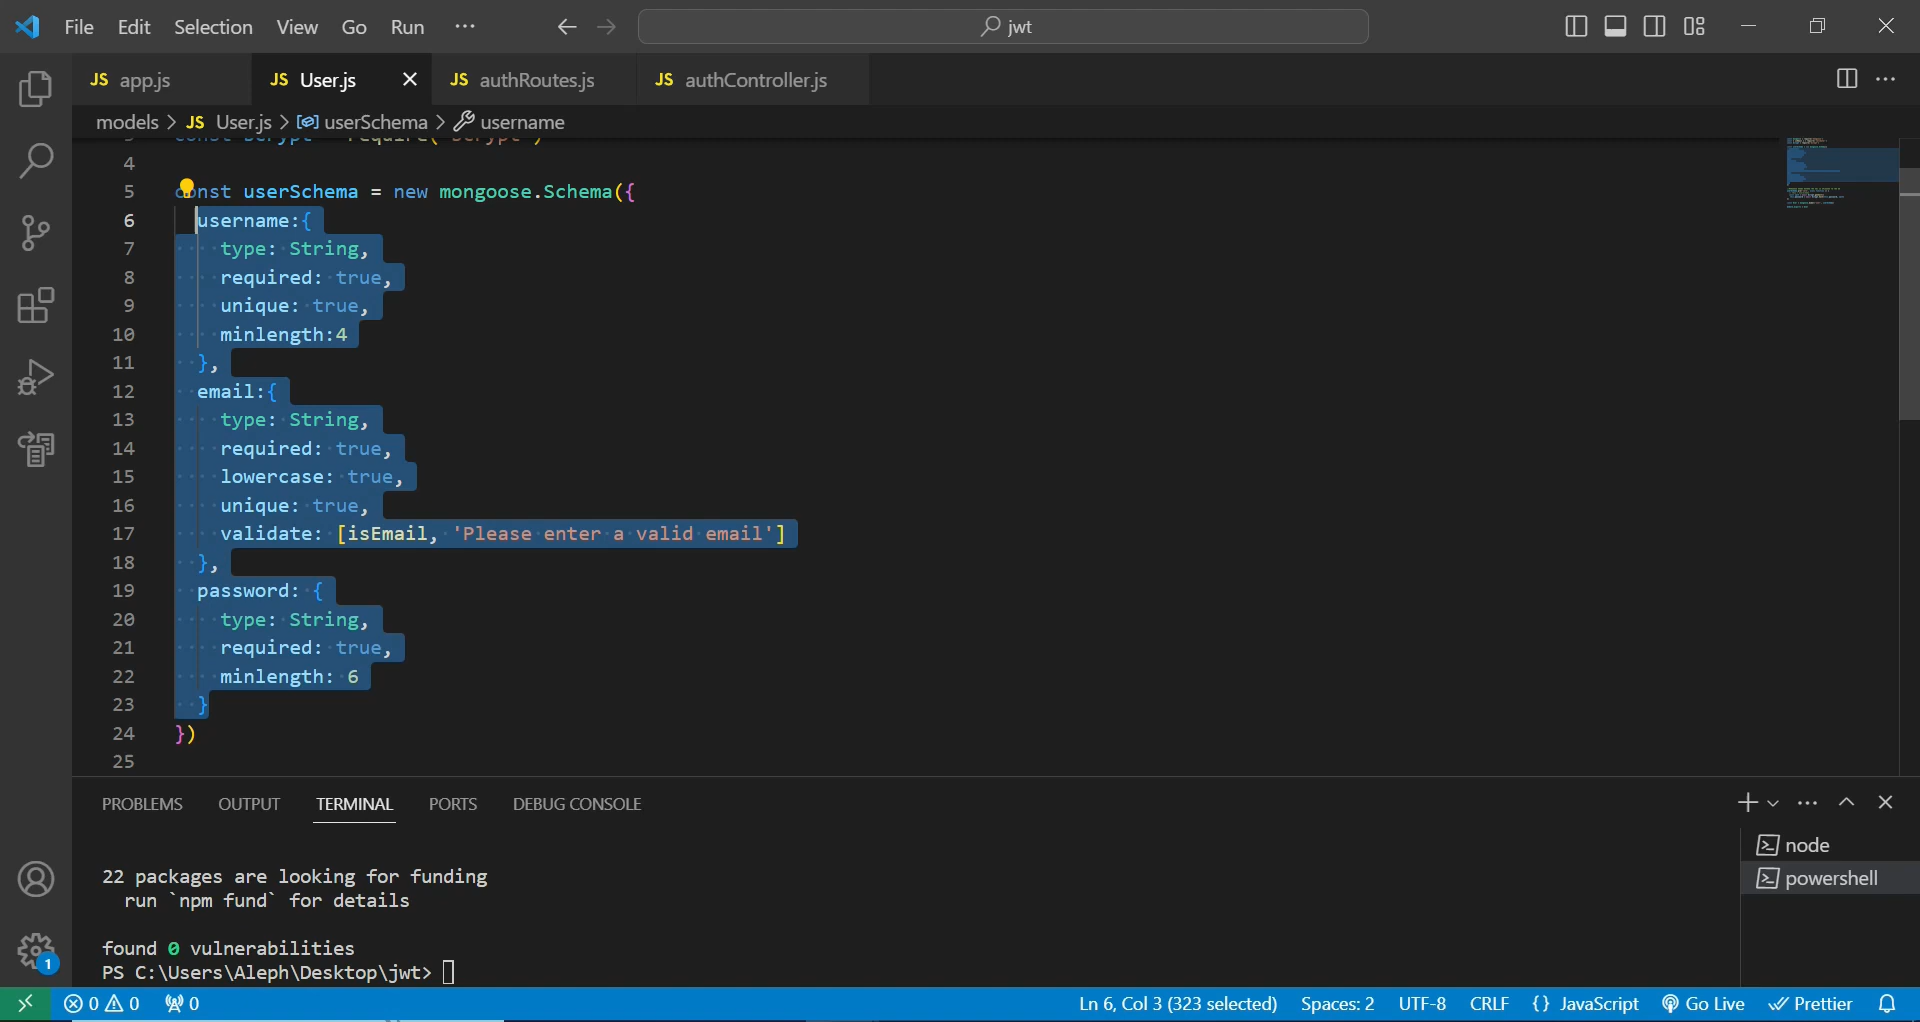 File Edit Selection View Go Run ··· jwt
JS app.js JS User.js JS authRoutes.js JS authController.js
models > JS User.js > userSchema > username
3 const bcrypt = require('bcrypt')
4
5 const userSchema = new mongoose.Schema({
6 username:{
7 type: String,
8 required: true,
9 unique: true,
10 minlength:4
11 },
12 email:{
13 type: String,
14 required: true,
15 lowercase: true,
16 unique: true,
17 validate: [isEmail, 'Please enter a valid email']
18 },
19 password: {
20 type: String,
21 required: true,
22 minlength: 6
23 }
24 })
25
PROBLEMS OUTPUT TERMINAL PORTS DEBUG CONSOLE
node
powershell
22 packages are looking for funding
run `npm fund` for details
found 0 vulnerabilities
PS C:\Users\Aleph\Desktop\jwt>
1
0 0 0 Ln 6, Col 3 (323 selected) Spaces: 2 UTF-8 CRLF {} JavaScript Go Live Prettier